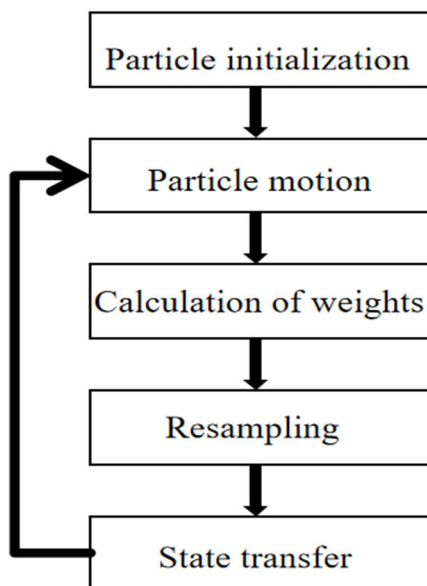 Particle initialization
Particle motion
Calculation of weights
Resampling
State transfer